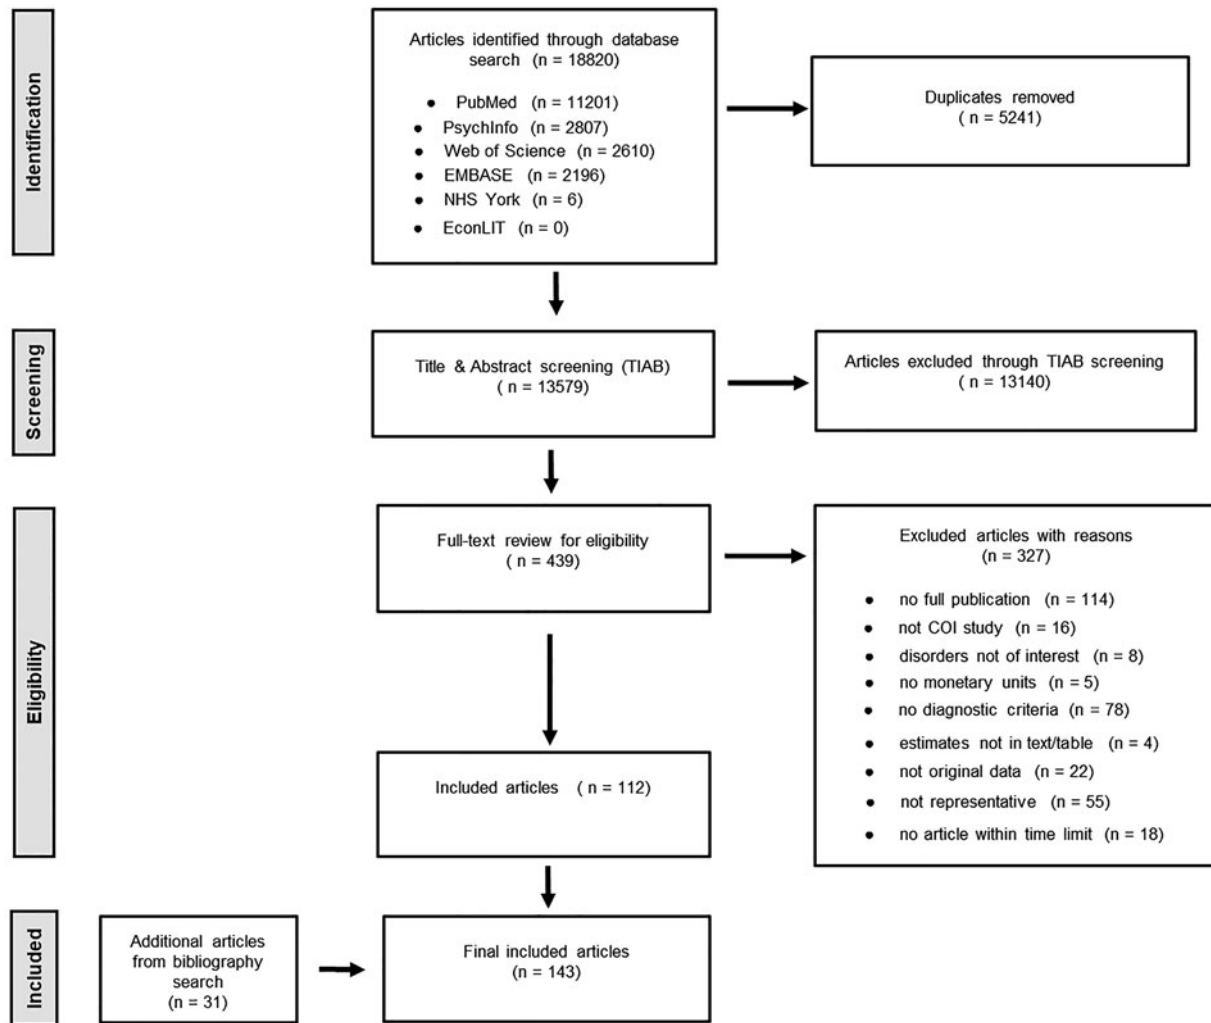 Identification
Articles identified through database
search (n = 18820)
● PubMed (n = 11201)
● PsychInfo (n = 2807)
● Web of Science (n = 2610)
● EMBASE (n = 2196)
● NHS York (n = 6)
● EconLIT (n = 0)
Duplicates removed
( n = 5241)
Screening
Title & Abstract screening (TIAB)
( n = 13579)
Articles excluded through TIAB screening
( n = 13140)
Eligibility
Full-text review for eligibility
( n = 439)
Excluded articles with reasons
(n = 327)
● no full publication (n = 114)
● not COI study (n = 16)
● disorders not of interest (n = 8)
● no monetary units (n = 5)
● no diagnostic criteria (n = 78)
● estimates not in text/table (n = 4)
● not original data (n = 22)
● not representative (n = 55)
● no article within time limit (n = 18)
Included articles ( n = 112)
Included
Additional articles
from bibliography
search
(n = 31)
Final included articles
(n = 143)